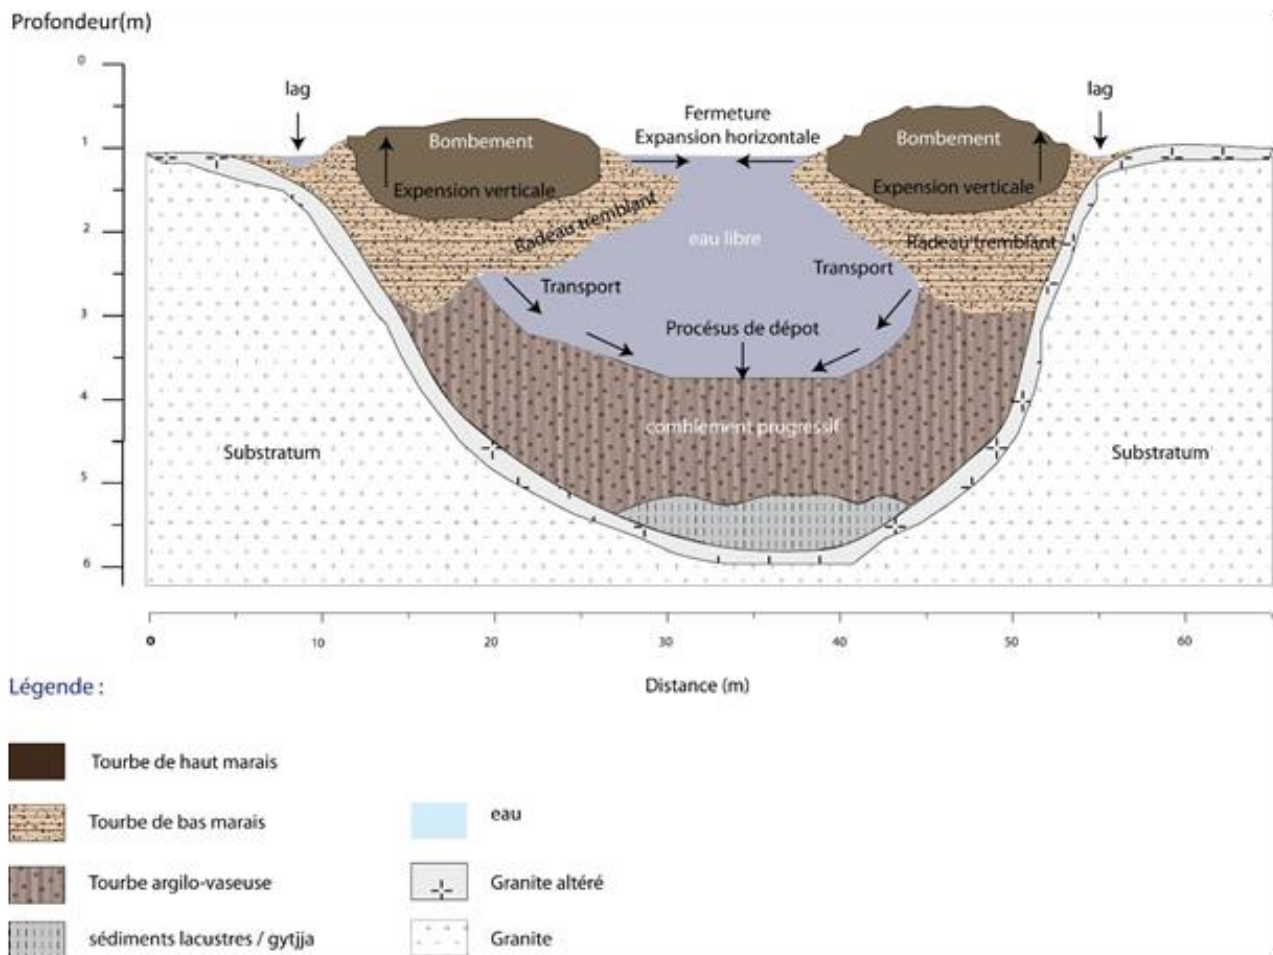 Profondeur(m)
0
lag
lag
Fermeture
Expansion horizontale
1
Bombement
Bombement
Expension verticale
Expension verticale
2
Radeau tremblant
eau libre
Radeau tremblant
Transport
Transport
3
Procésus de dépot
4
comblement prugressif
Substratum
Substratum
5
6
0
10
20
30
40
50
60
Distance (m)
Légende :
Tourbe de haut marais
Tourbe de bas marais
eau
Tourbe argilo-vaseuse
Granite altéré
sédiments lacustres / gytjja
Granite